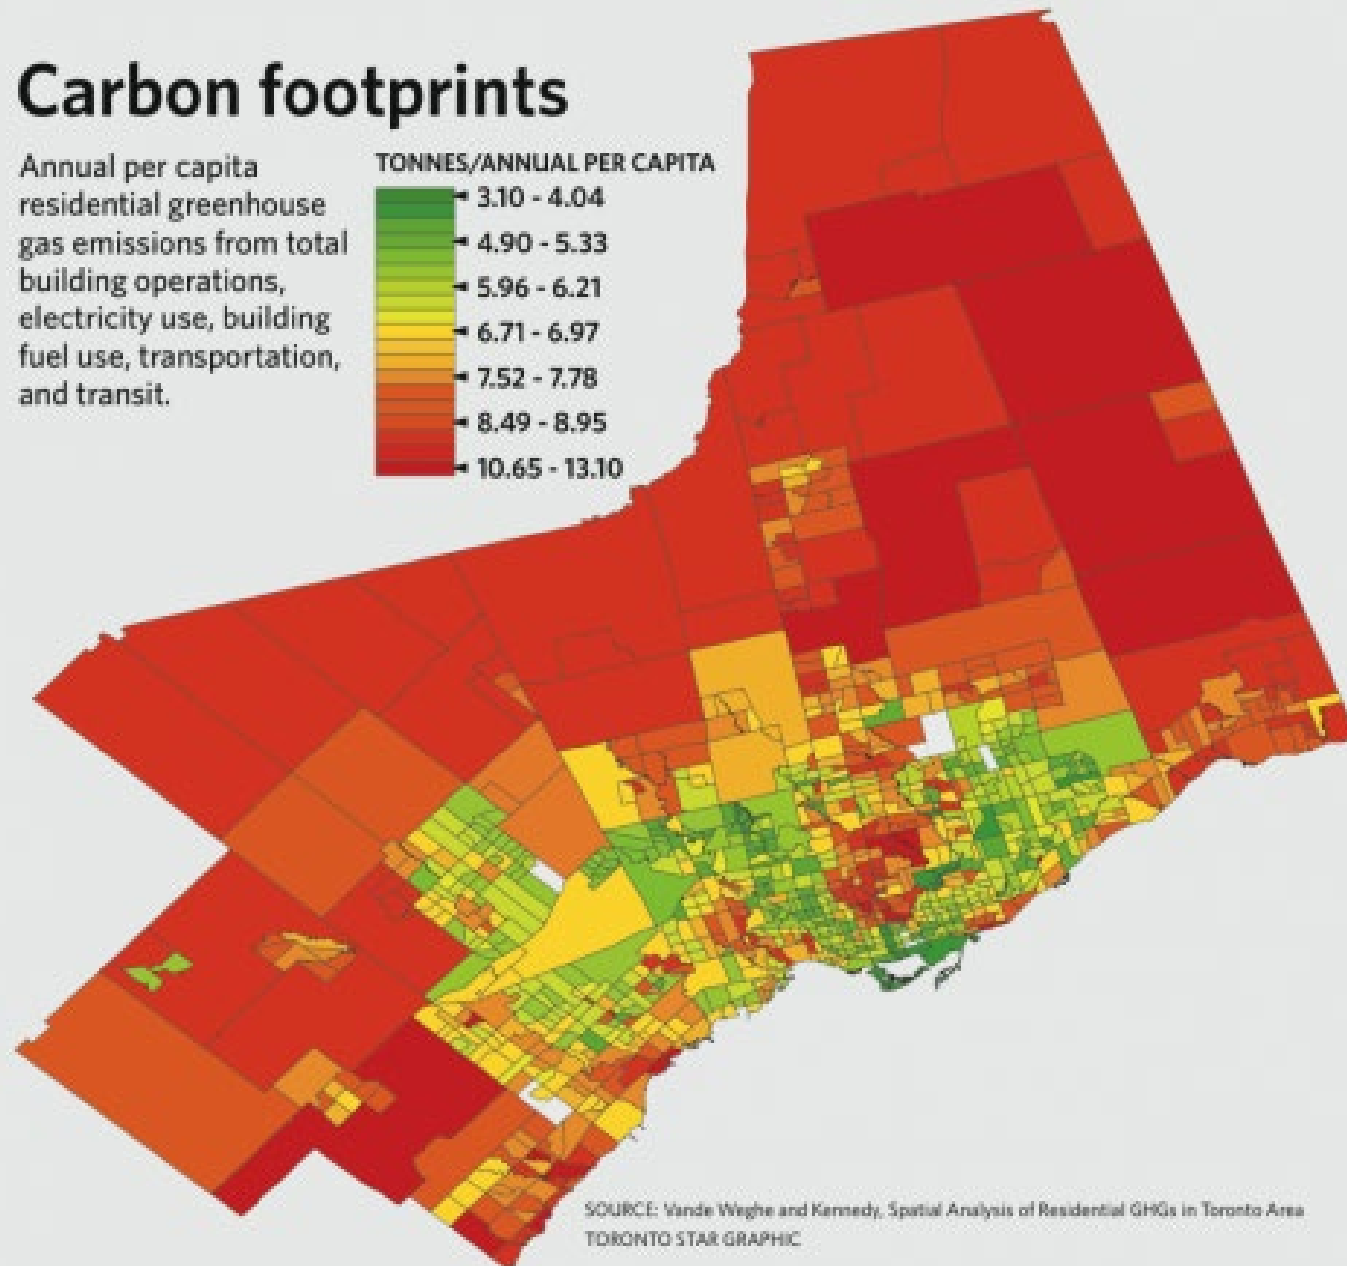 Carbon footprints
Annual per capita
residential greenhouse
gas emissions from total
building operations,
electricity use, building
fuel use, transportation,
and transit.
TONNES/ANNUAL PER CAPITA
3.10 - 4.04
4.90 - 5.33
5.96 - 6.21
6.71 - 6.97
7.52 - 7.78
8.49 - 8.95
10.65 - 13.10
SOURCE: Vande Weghe and Kennedy, Spatial Analysis of Residential GHGs in Toronto Area
TORONTO STAR GRAPHIC